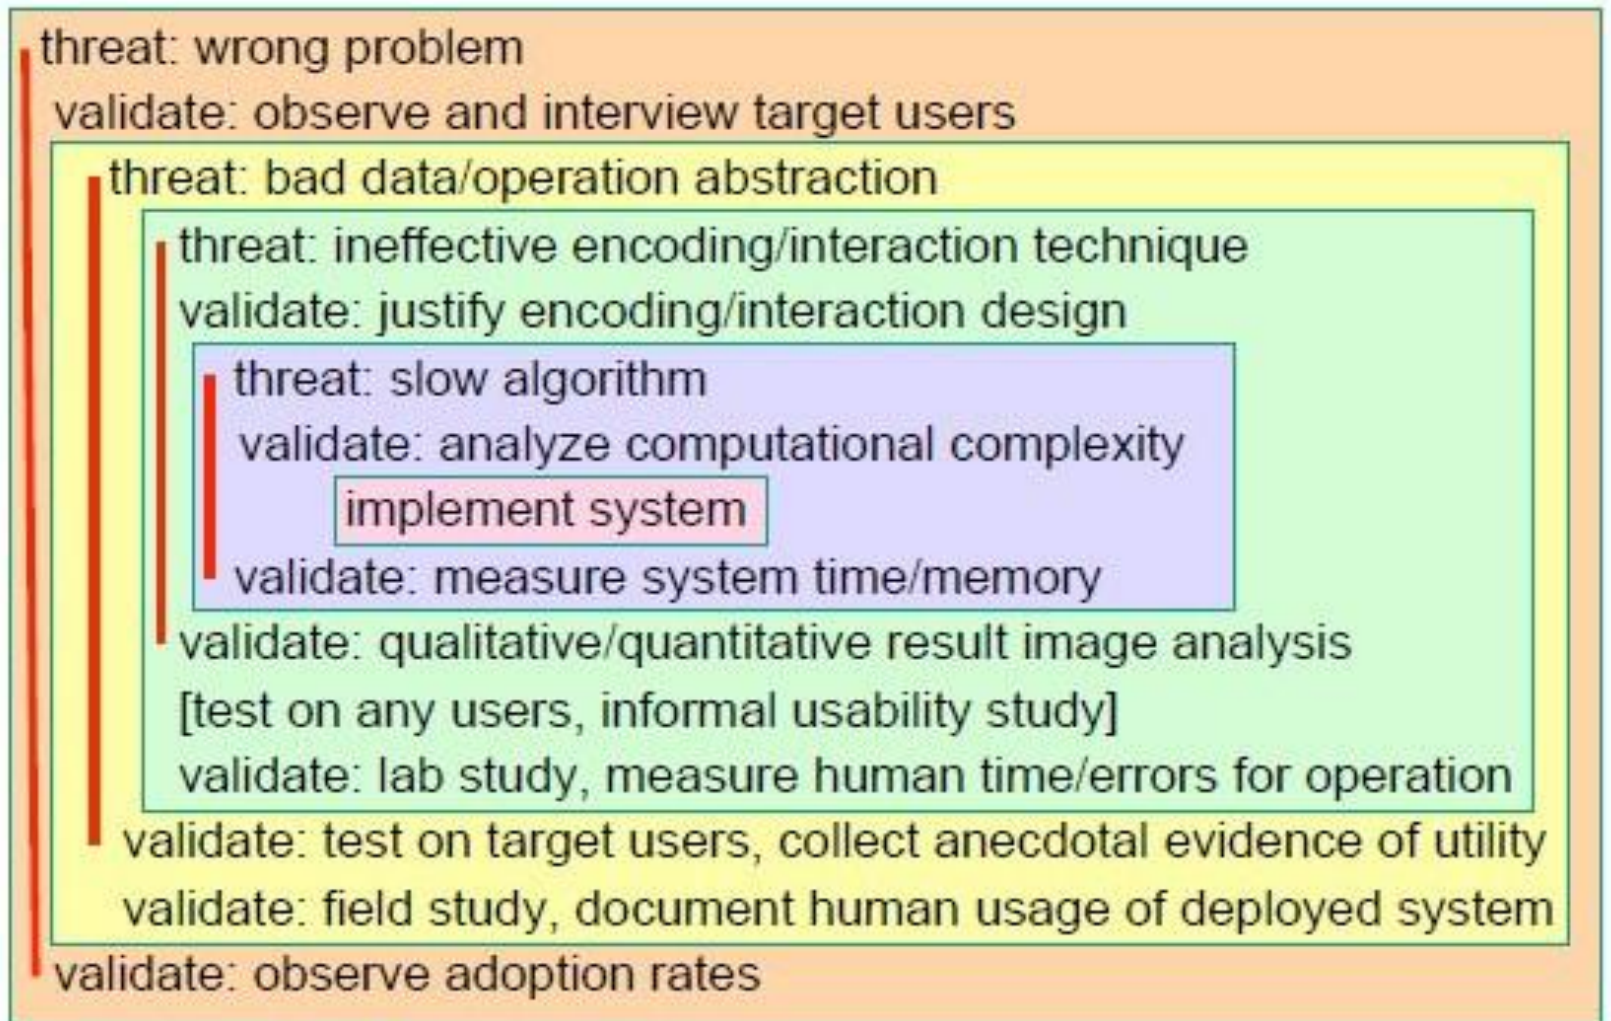 threat: wrong problem
validate: observe and interview target users
threat: bad data/operation abstraction
threat: ineffective encoding/interaction technique
validate: justify encoding/interaction design
threat: slow algorithm
validate: analyze computational complexity
implement system
validate: measure system time/memory
validate: qualitative/quantitative result image analysis
[test on any users, informal usability study]
validate: lab study, measure human time/errors for operation
validate: test on target users, collect anecdotal evidence of utility
validate: field study, document human usage of deployed system
validate: observe adoption rates